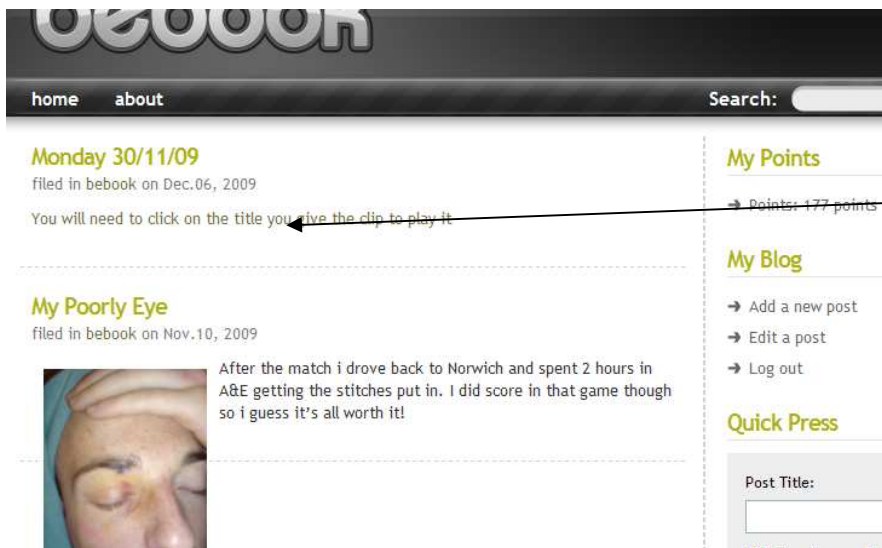 bebook
home about Search:
Monday 30/11/09
filed in bebook on Dec.06, 2009
You will need to click on the title you give the clip to play it
My Poorly Eye
filed in bebook on Nov.10, 2009
After the match i drove back to Norwich and spent 2 hours in
A&E getting the stitches put in. I did score in that game though
so i guess it's all worth it!
My Points
Points: 177 points
My Blog
Add a new post
Edit a post
Log out
Quick Press
Post Title: